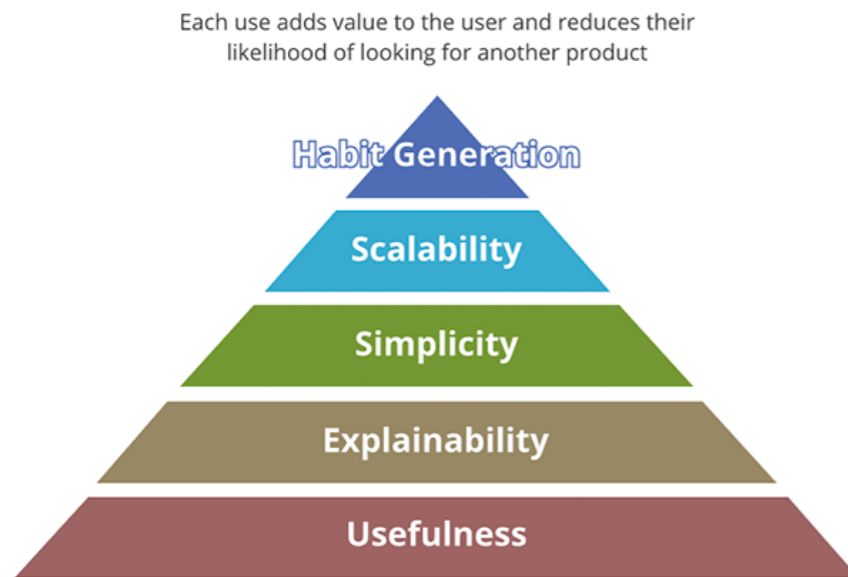 Each use adds value to the user and reduces their
likelihood of looking for another product
Habit Generation
Scalability
Simplicity
Explainability
Usefulness